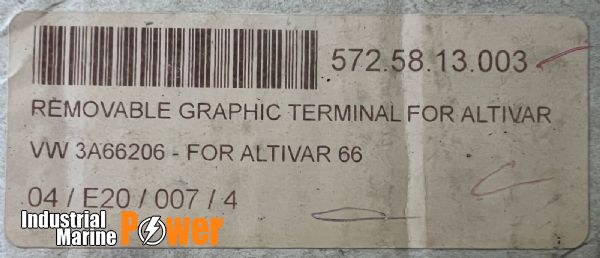 572.58.13.003
REMOVABLE GRAPHIC TERMINAL FOR ALTIVAR
VW 3A66206 - FOR ALTIVAR 66
04 / E20 / 007 / 4
Industrial
Marine Power